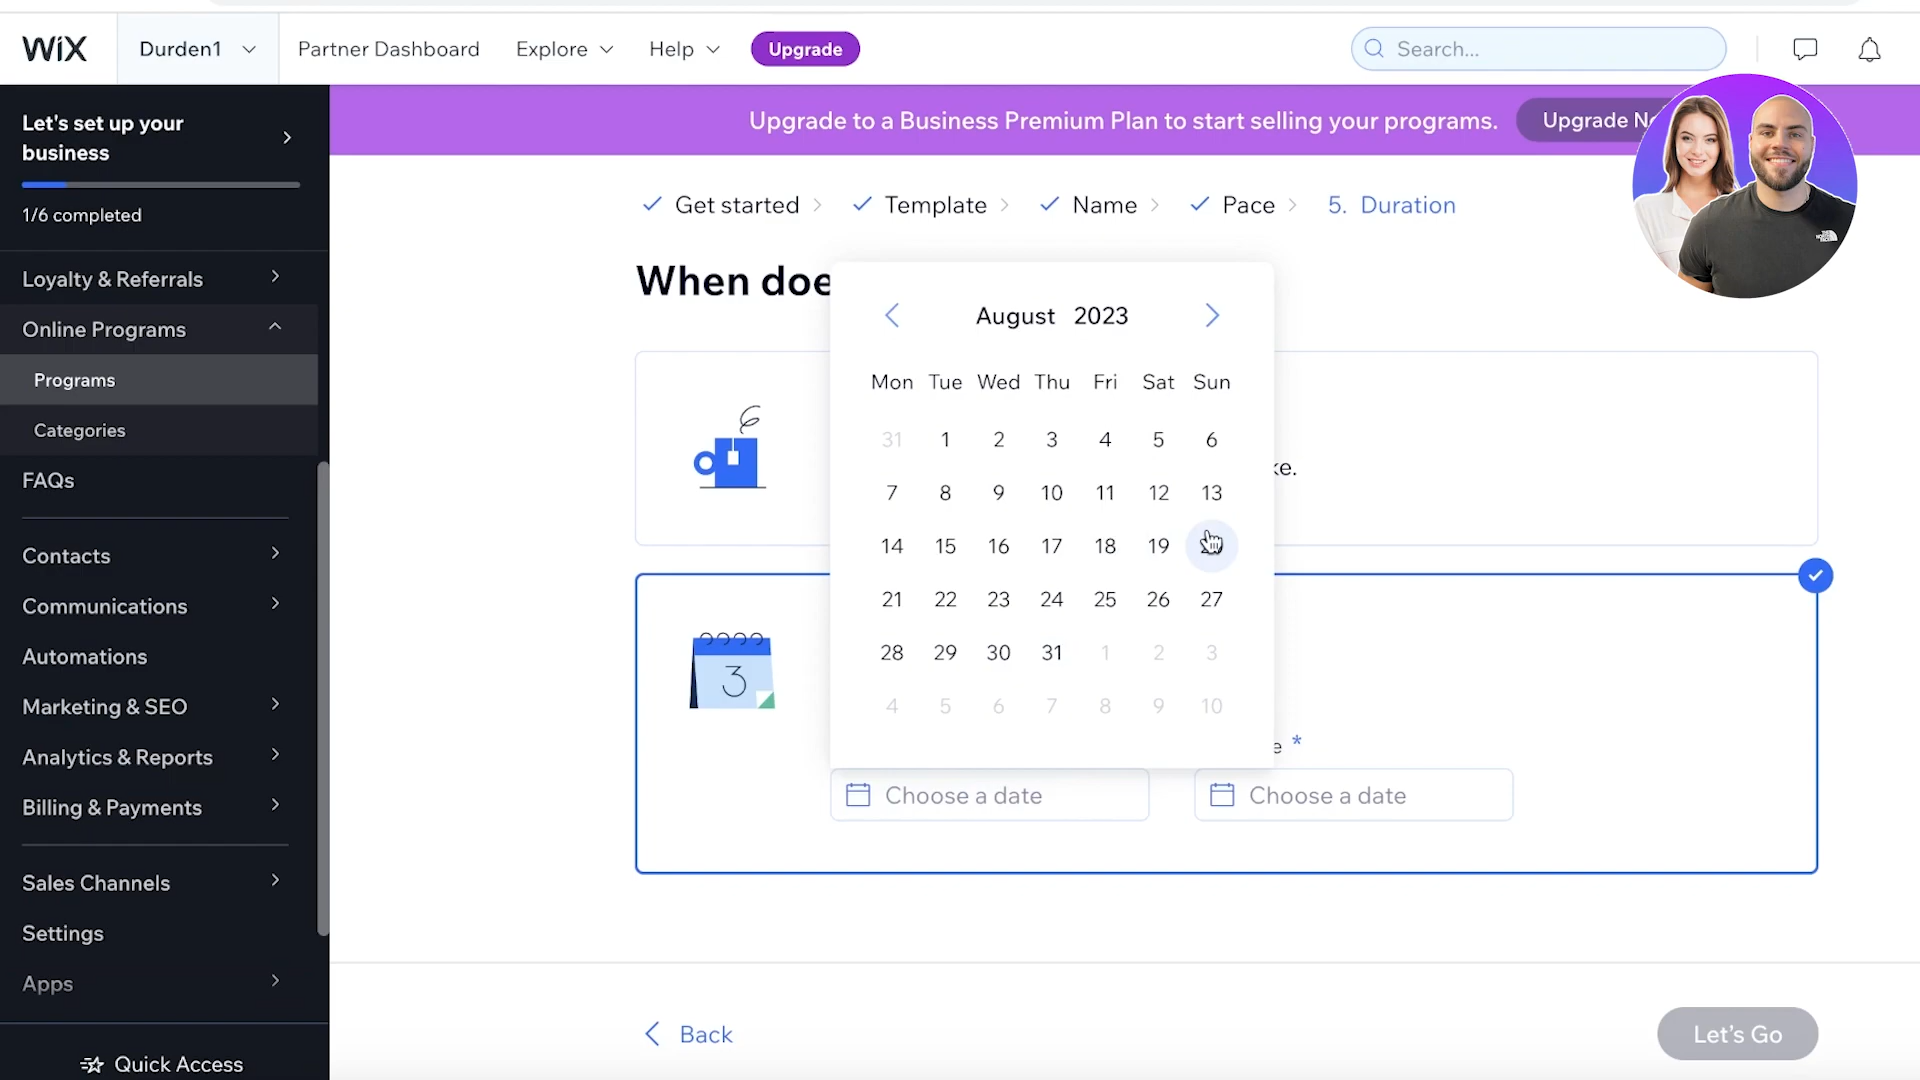 WiX
Durden1
Partner Dashboard
Explore
Help
Upgrade
Search...
Upgrade to a Business Premium Plan to start selling your programs.
Upgrade
Let's set up your
business
1/6 completed
Loyalty & Referrals
Online Programs
Programs
Categories
FAQs
Contacts
Communications
Automations
Marketing & SEO
Analytics & Reports
Billing & Payments
Sales Channels
Settings
Apps
Quick Access
Get started
Template
Name
Pace
5. Duration
When doe
August 2023
Mon Tue Wed Thu Fri Sat Sun
31 1 2 3 4 5 6
7 8 9 10 11 12 13
14 15 16 17 18 19
21 22 23 24 25 26 27
28 29 30 31 1 2 3
4 5 6 7 8 9 10
ke.
3
e *
Choose a date
Choose a date
Back
Let's Go
THE NORTH FACE